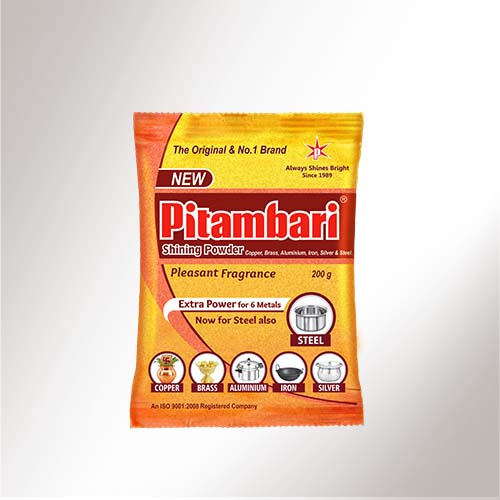 The Original & No.1 Brand
Always Shines Bright
Since 1989
NEW
Pitambari®
Shining Powder Copper, Brass, Aluminium, Iron, Silver & Steel.
Pleasant Fragrance 200 g
Extra Power for 6 Metals
Now for Steel also
STEEL
COPPER BRASS ALUMINIUM IRON SILVER
An ISO 9001:2008 Registered Company